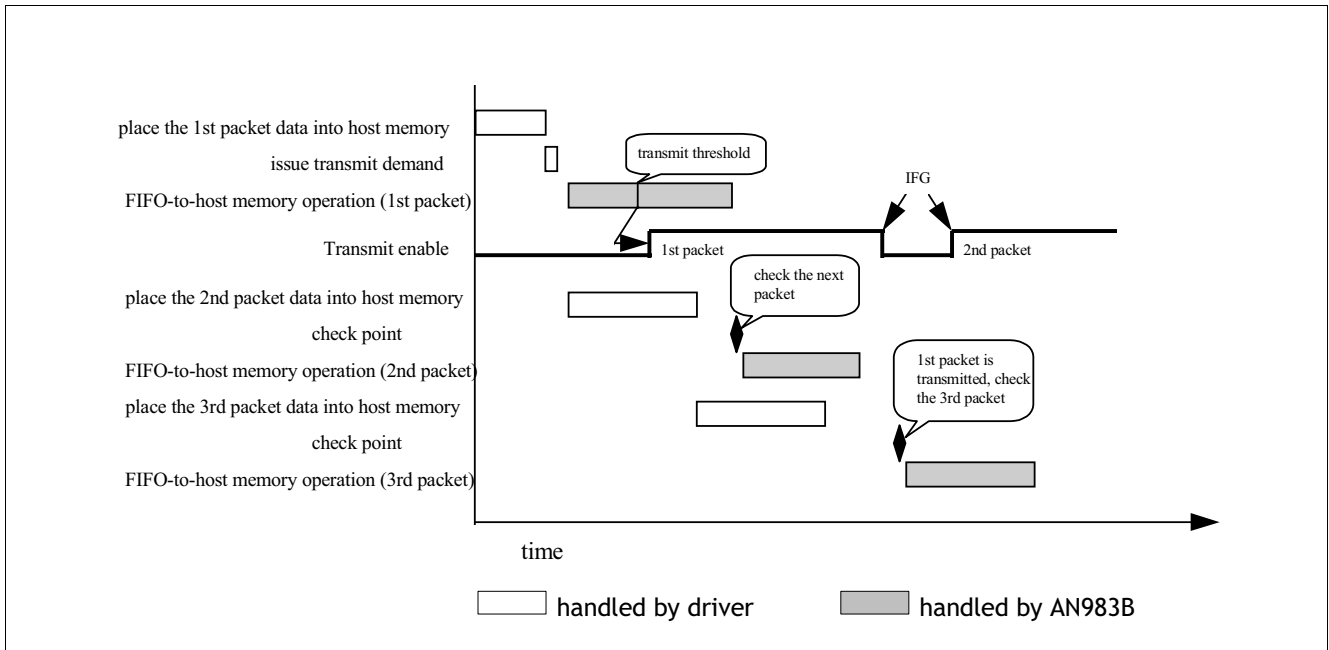 place the 1st packet data into host memory
issue transmit demand
transmit threshold
FIFO-to-host memory operation (1st packet)
IFG
Transmit enable
1st packet
2nd packet
check the next
packet
place the 2nd packet data into host memory
check point
FIFO-to-host memory operation (2nd packet)
1st packet is
transmitted, check
the 3rd packet
place the 3rd packet data into host memory
check point
FIFO-to-host memory operation (3rd packet)
time
handled by driver
handled by AN983B